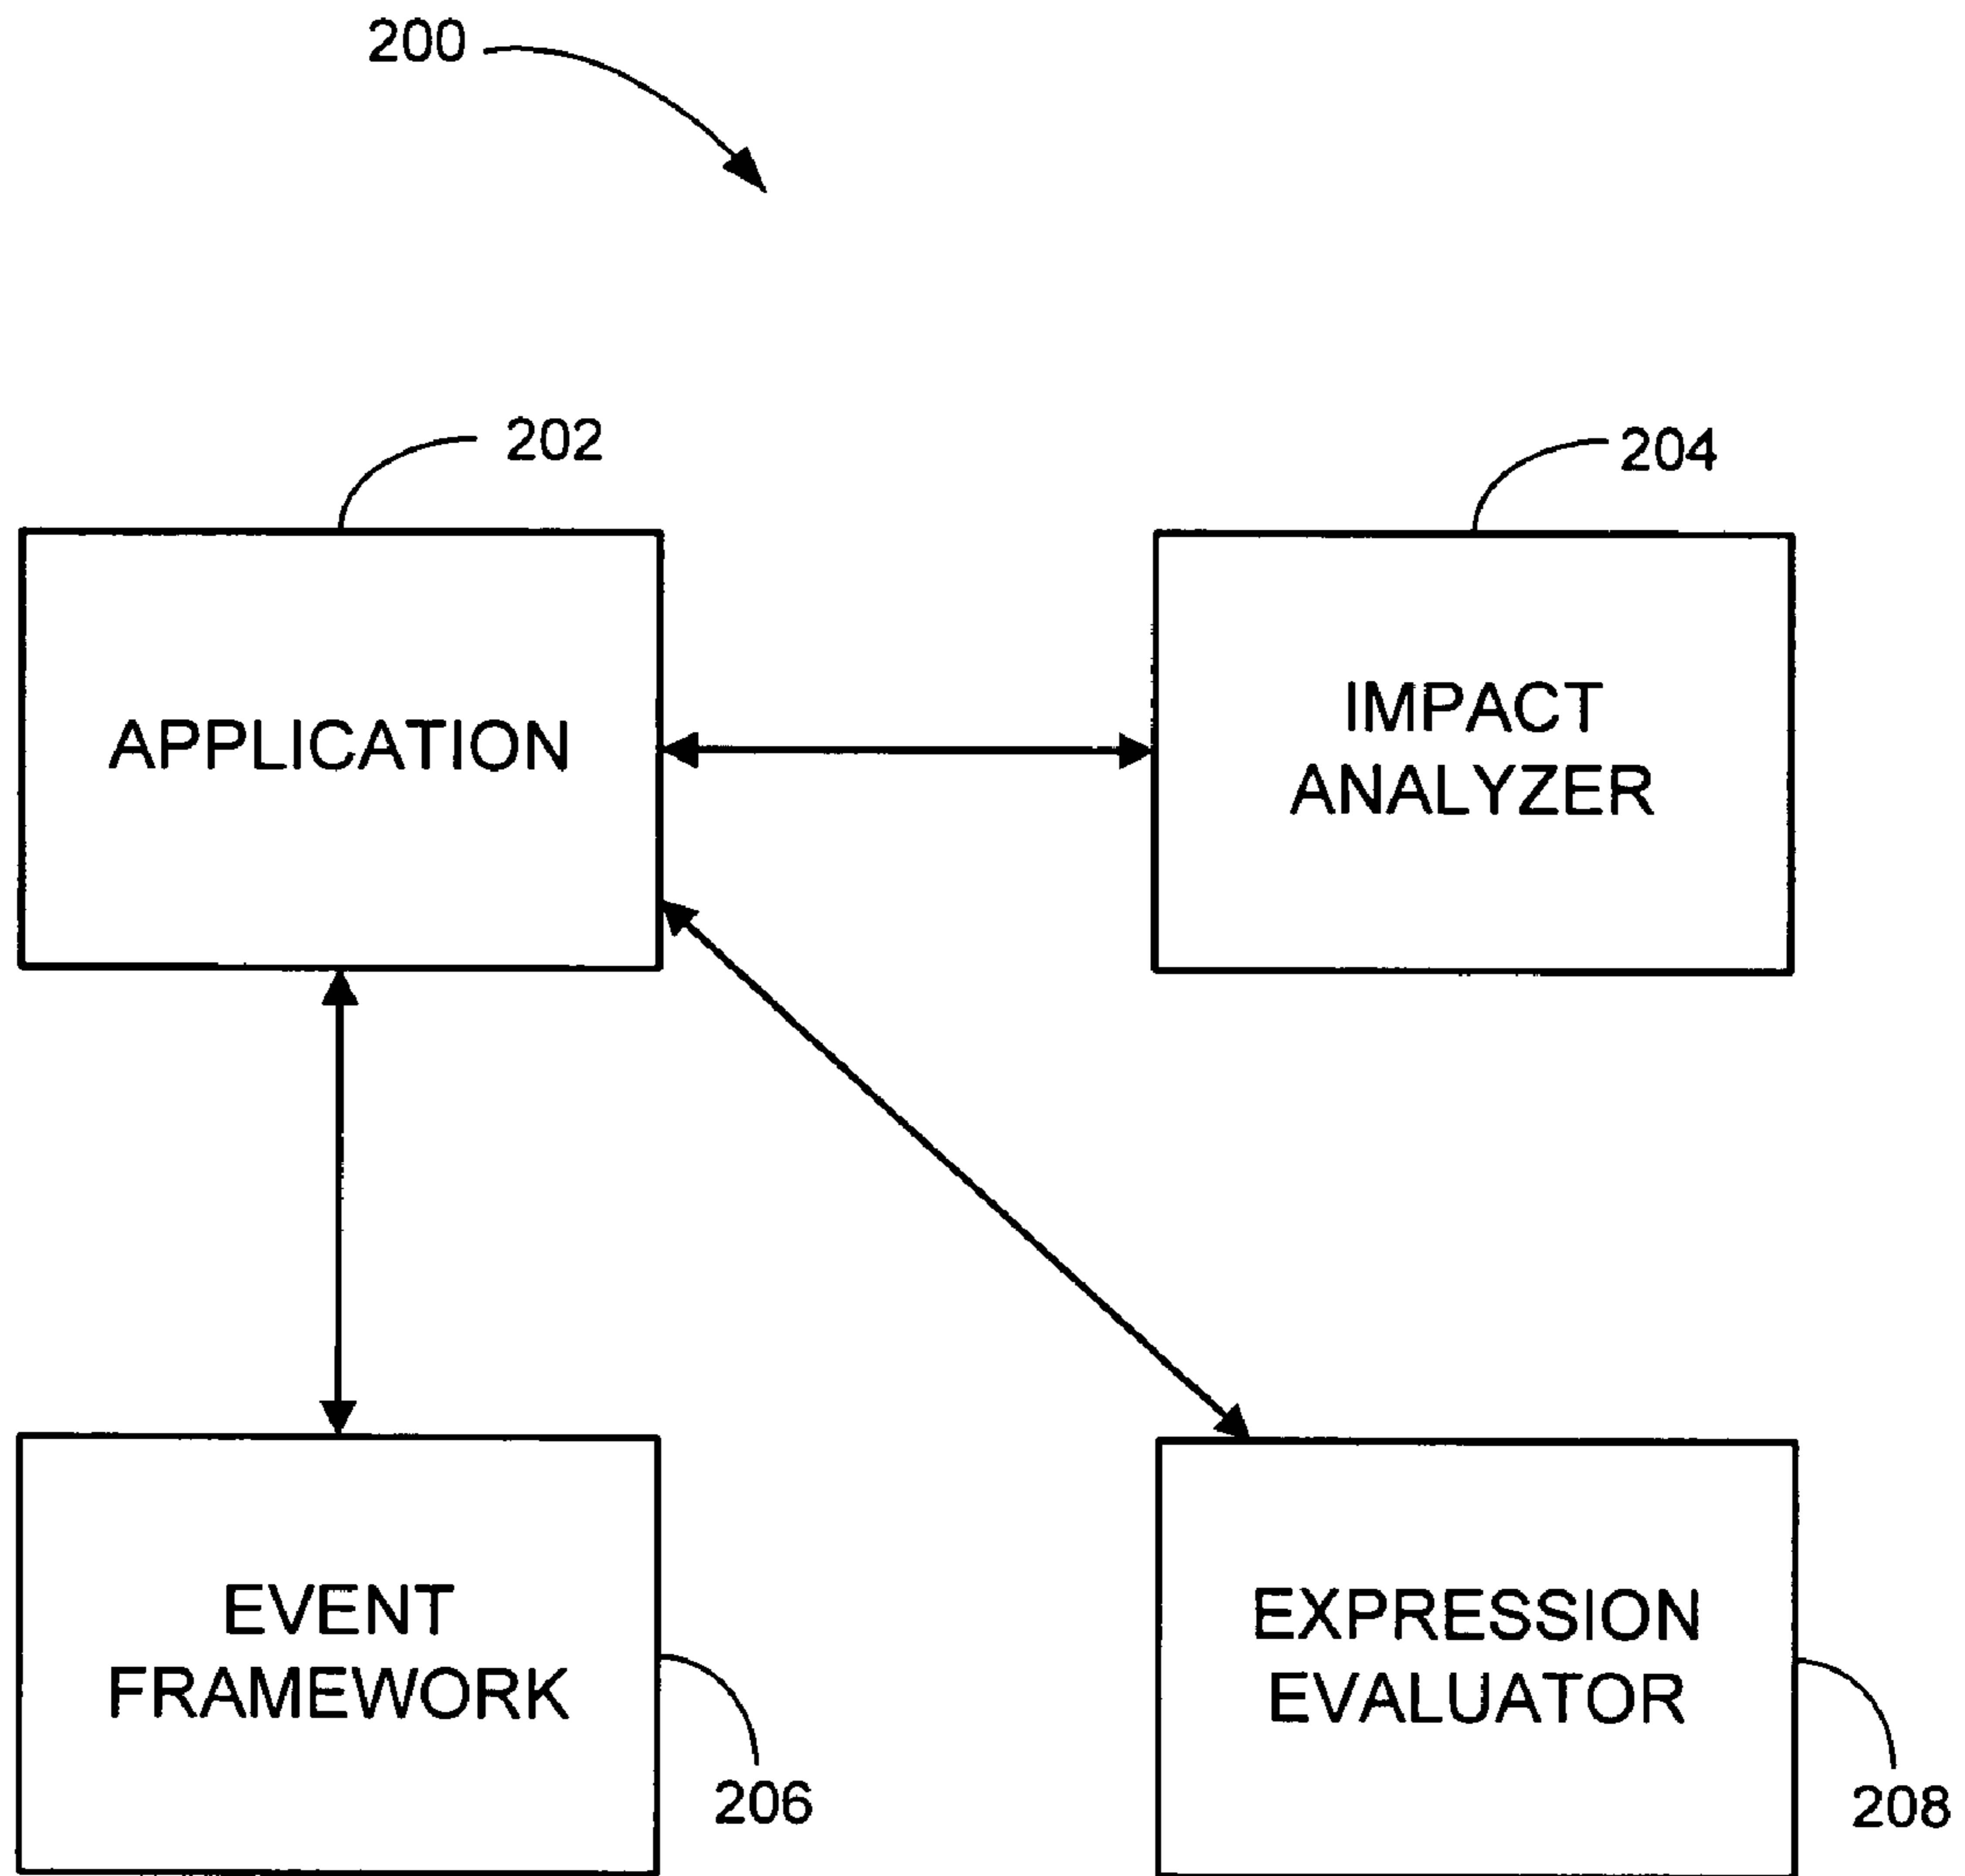 200
202
204
APPLICATION
IMPACT
ANALYZER
EVENT
FRAMEWORK
206
EXPRESSION
EVALUATOR
208